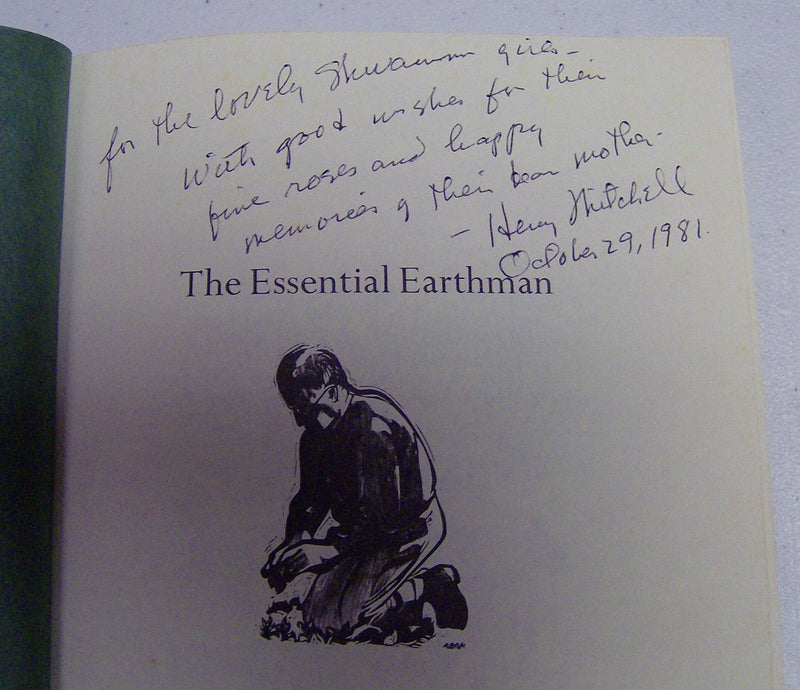 for the lovely girls-
With good wishes for their
fine roses and happy
memories of their dear mother.
- Henry Mitchell
October 29, 1981.
The Essential Earthman